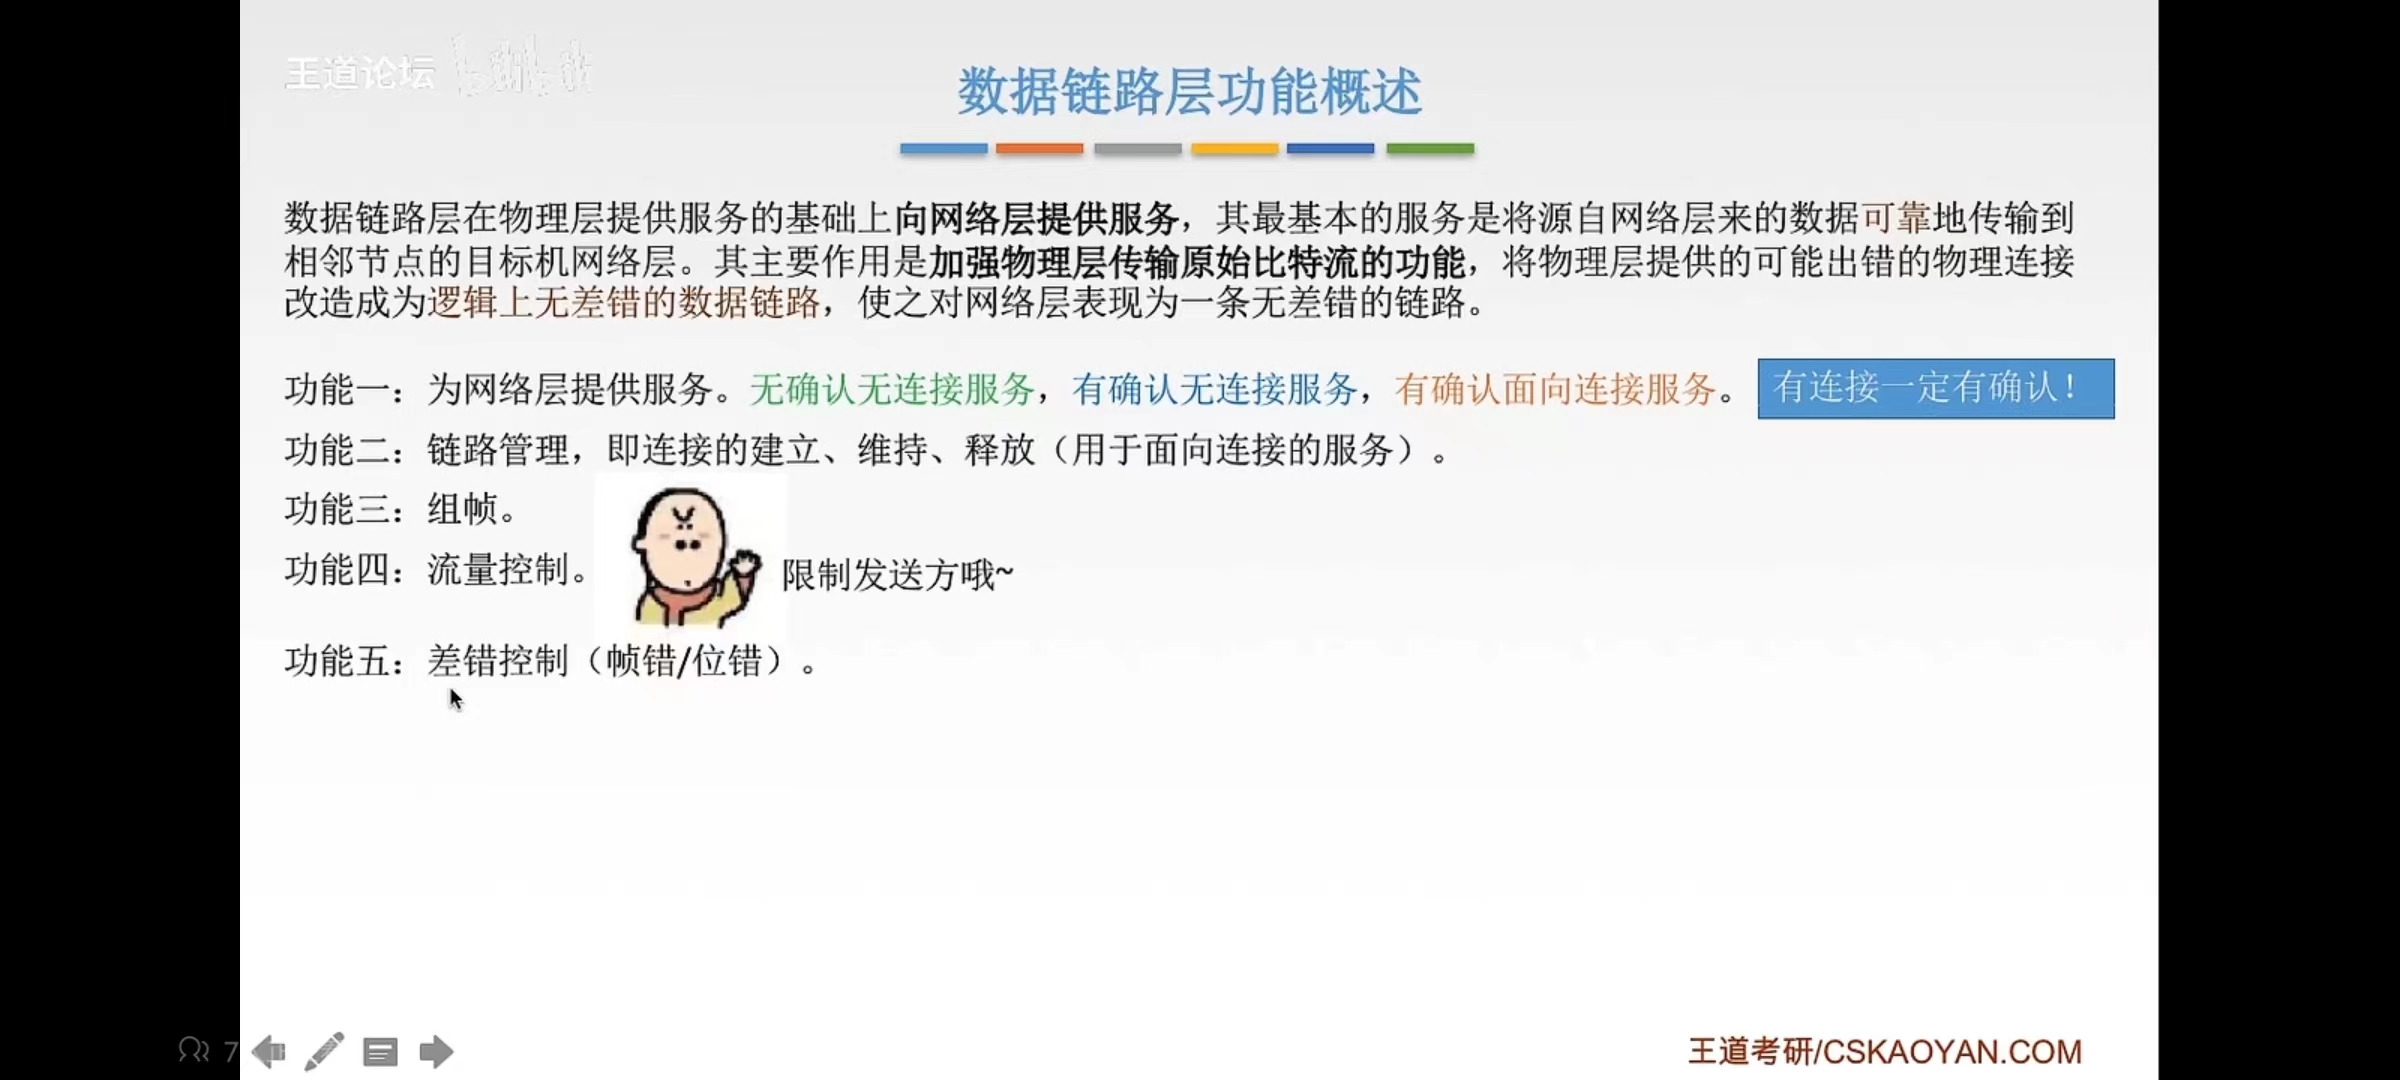 王道论坛 bilibili
数据链路层功能概述
数据链路层在物理层提供服务的基础上向网络层提供服务，其最基本的服务是将源自网络层来的数据可靠地传输到
相邻节点的目标机网络层。其主要作用是加强物理层传输原始比特流的功能，将物理层提供的可能出错的物理连接
改造成为逻辑上无差错的数据链路，使之对网络层表现为一条无差错的链路。
功能一：为网络层提供服务。无确认无连接服务，有确认无连接服务，有确认面向连接服务。 有连接一定有确认！
功能二：链路管理，即连接的建立、维持、释放（用于面向连接的服务）。
功能三：组帧。
功能四：流量控制。 限制发送方哦~
功能五：差错控制（帧错/位错）。
7
王道考研/CSKAOYAN.COM